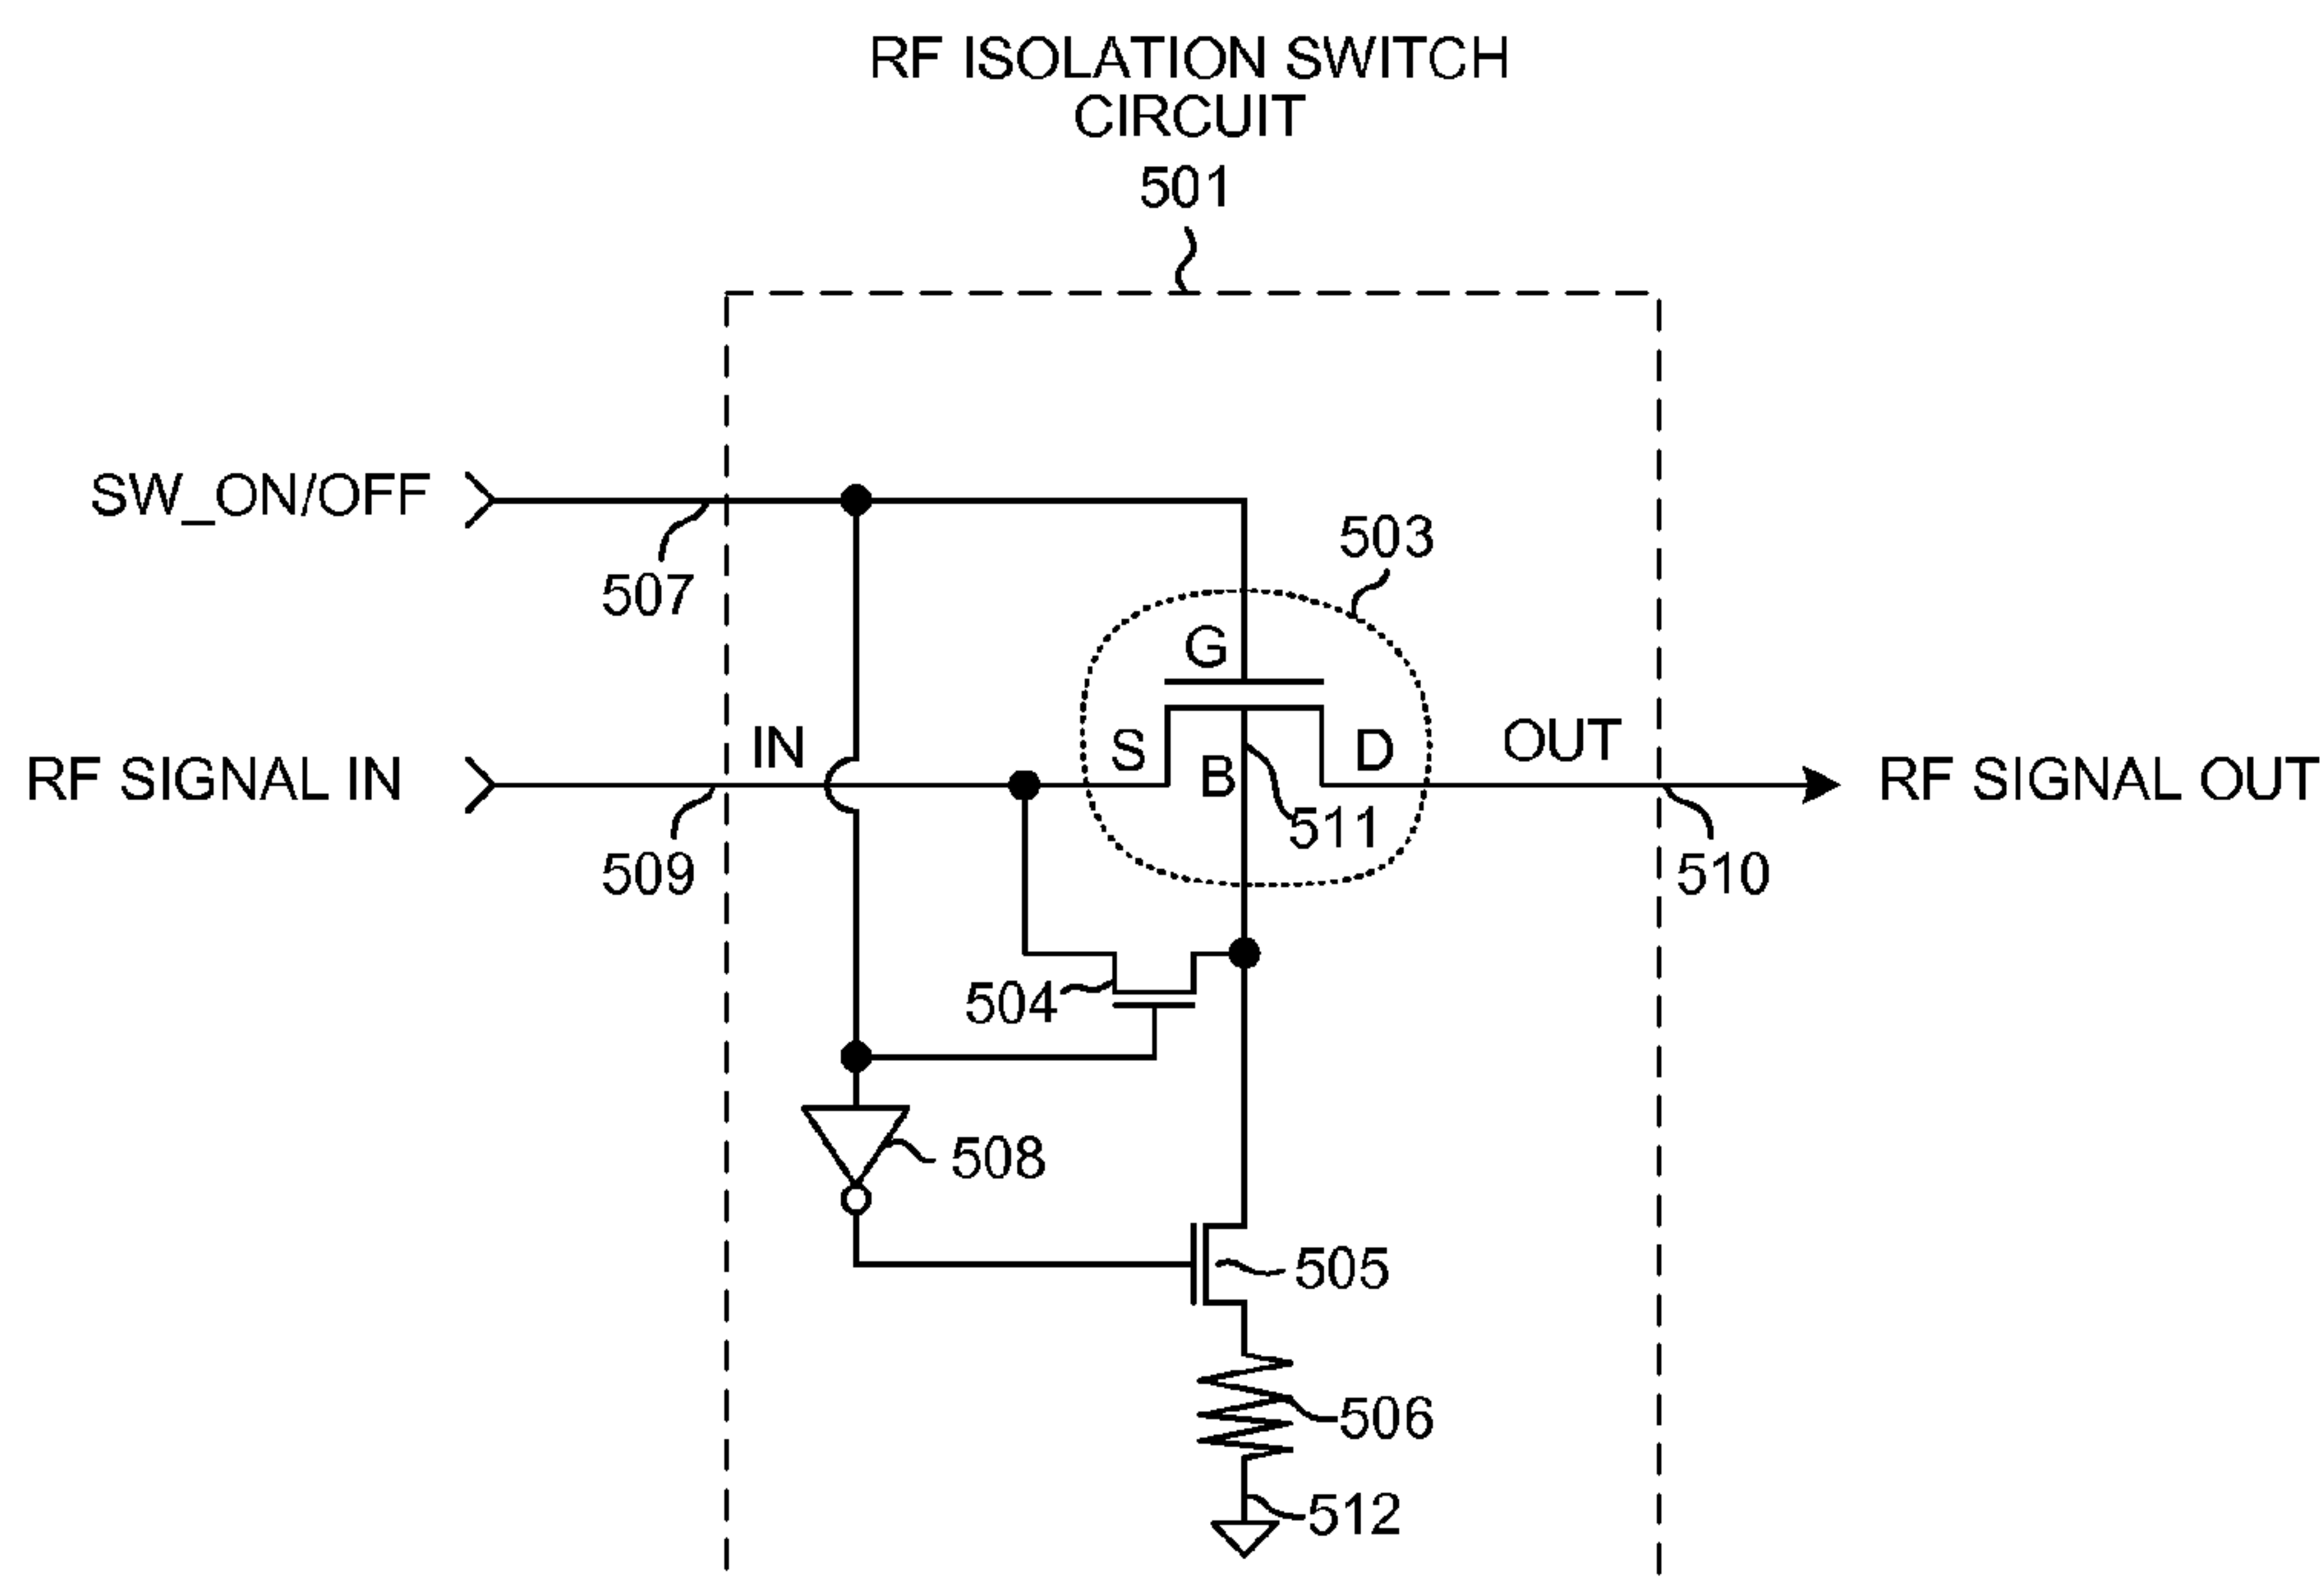 RF ISOLATION SWITCH
CIRCUIT
501
SW_ON/OFF
507
503
G
RF SIGNAL IN
IN
S
B
D
OUT
RF SIGNAL OUT
511
509
510
504
508
505
506
512